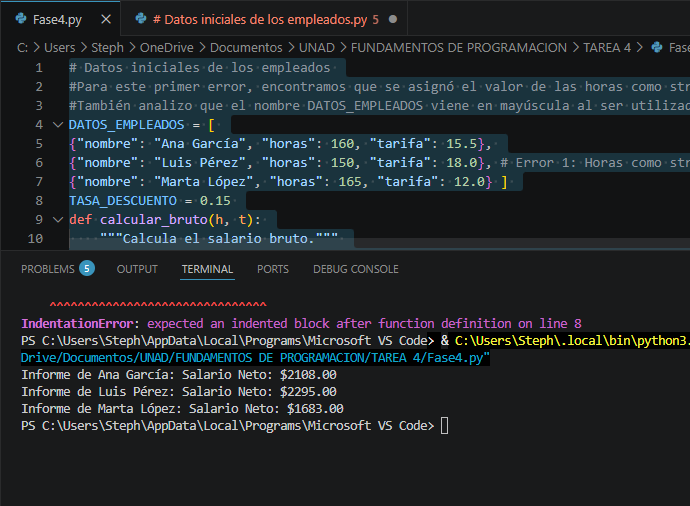 Fase4.py × # Datos iniciales de los empleados.py 5
C: > Users > Steph > OneDrive > Documentos > UNAD > FUNDAMENTOS DE PROGRAMACION > TAREA 4 > Fase
1 # Datos iniciales de los empleados
2 #Para este primer error, encontramos que se asignó el valor de las horas como str
3 #También analizo que el nombre DATOS_EMPLEADOS viene en mayúscula al ser utilizad
4 DATOS_EMPLEADOS = [
5 {"nombre": "Ana García", "horas": 160, "tarifa": 15.5},
6 {"nombre": "Luis Pérez", "horas": 150, "tarifa": 18.0}, # Error 1: Horas como str
7 {"nombre": "Marta López", "horas": 165, "tarifa": 12.0} ]
8 TASA_DESCUENTO = 0.15
9 def calcular_bruto(h, t):
10 """Calcula el salario bruto."""
PROBLEMS 5 OUTPUT TERMINAL PORTS DEBUG CONSOLE
^^^^^^^^^^^^^^^^^^^^^^^^^^^^^^^
IndentationError: expected an indented block after function definition on line 8
PS C:\Users\Steph\AppData\Local\Programs\Microsoft VS Code> & C:\Users\Steph\.local\bin\python3.
Drive/Documentos/UNAD/FUNDAMENTOS DE PROGRAMACION/TAREA 4/Fase4.py"
Informe de Ana García: Salario Neto: $2108.00
Informe de Luis Pérez: Salario Neto: $2295.00
Informe de Marta López: Salario Neto: $1683.00
PS C:\Users\Steph\AppData\Local\Programs\Microsoft VS Code>